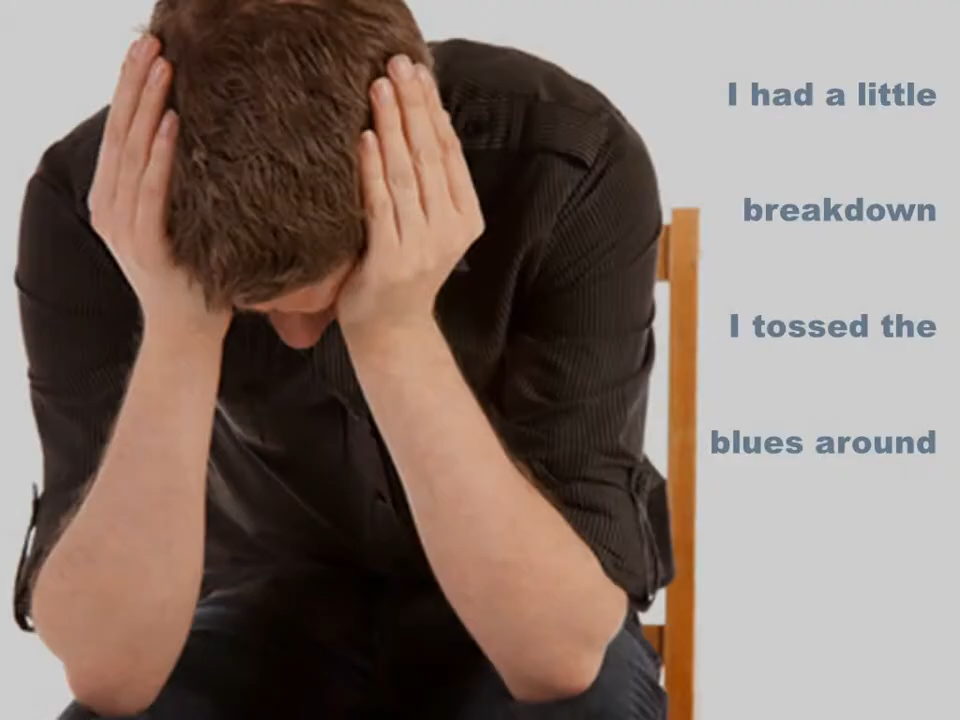 I had a little
breakdown
I tossed the
blues around